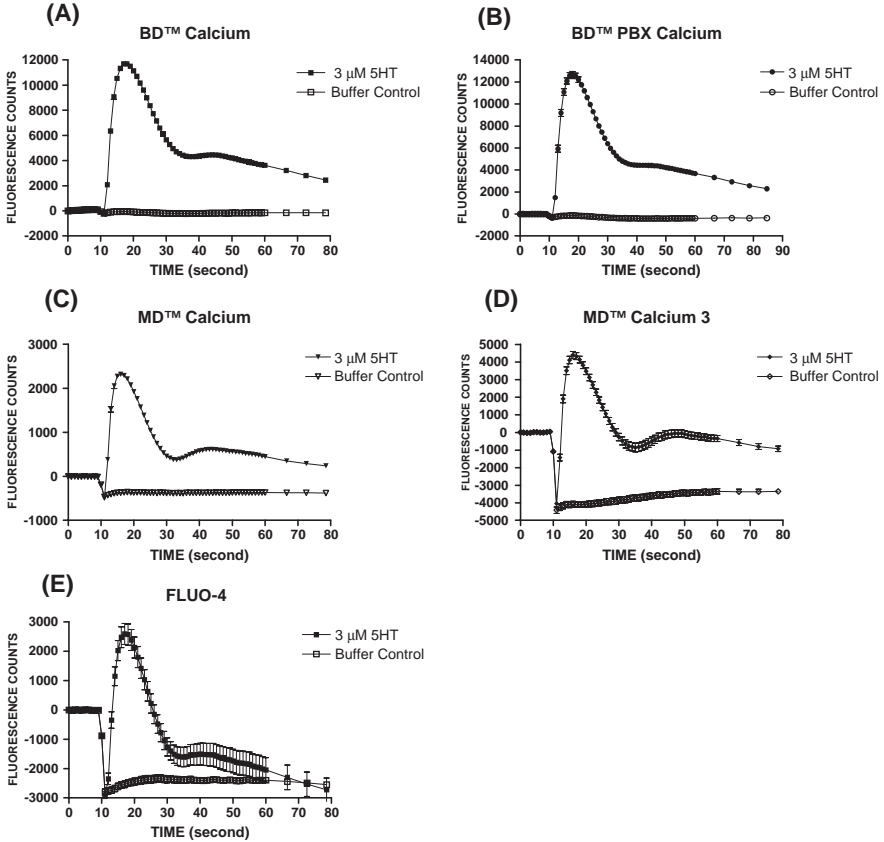 (A)
BD™ Calcium
FLUORESCENCE COUNTS
12000
10000
8000
6000
4000
2000
0
-2000
0 10 20 30 40 50 60 70 80
TIME (second)
3 µM 5HT
Buffer Control
(B)
BD™ PBX Calcium
FLUORESCENCE COUNTS
14000
12000
10000
8000
6000
4000
2000
0
-2000
0 10 20 30 40 50 60 70 80 90
TIME (second)
3 µM 5HT
Buffer Control
(C)
MD™ Calcium
FLUORESCENCE COUNTS
3000
2000
1000
0
-1000
0 10 20 30 40 50 60 70 80
TIME (second)
3 µM 5HT
Buffer Control
(D)
MD™ Calcium 3
FLUORESCENCE COUNTS
5000
4000
3000
2000
1000
0
-1000
-2000
-3000
-4000
-5000
0 10 20 30 40 50 60 70 80
TIME (second)
3 µM 5HT
Buffer Control
(E)
FLUO-4
FLUORESCENCE COUNTS
3000
2000
1000
0
-1000
-2000
-3000
0 10 20 30 40 50 60 70 80
TIME (second)
3 µM 5HT
Buffer Control